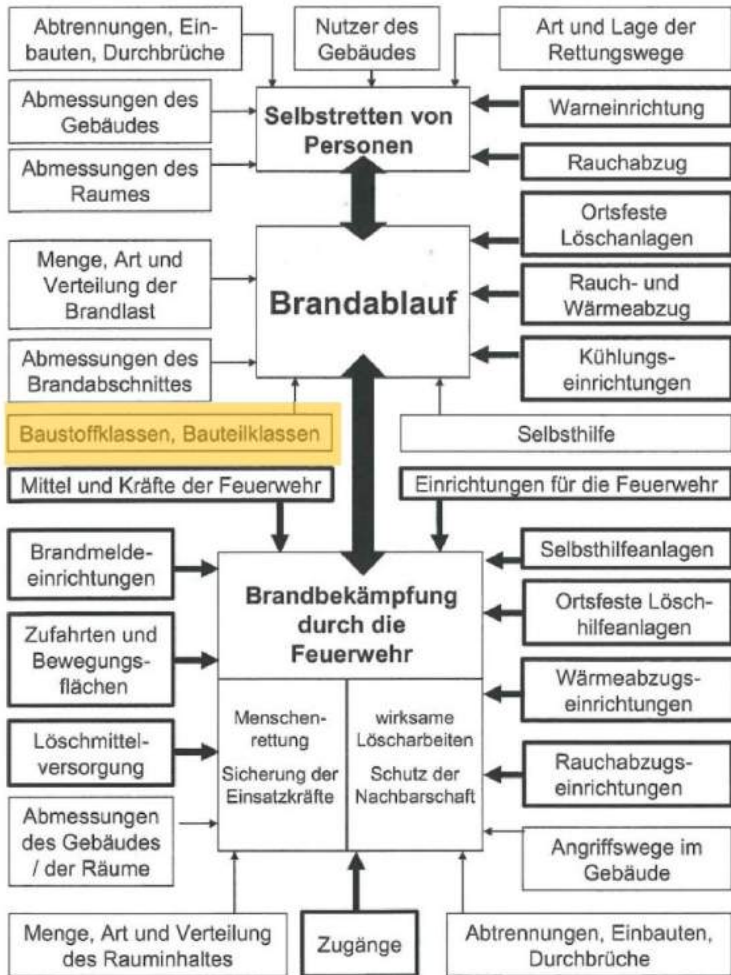 Abtrennungen, Ein-
bauten, Durchbrüche
Nutzer des
Gebäudes
Art und Lage der
Rettungswege
Abmessungen des
Gebäudes
Selbstretten von
Personen
Warneinrichtung
Abmessungen des
Raumes
Rauchabzug
Ortsfeste
Löschanlagen
Menge, Art und
Verteilung der
Brandlast
Brandablauf
Rauch- und
Wärmeabzug
Abmessungen des
Brandabschnittes
Kühlungs-
einrichtungen
Baustoffklassen, Bauteilklassen
Selbsthilfe
Mittel und Kräfte der Feuerwehr
Einrichtungen für die Feuerwehr
Brandmelde-
einrichtungen
Brandbekämpfung
durch die
Feuerwehr
Selbsthilfeanlagen
Ortsfeste Lösch-
hilfeanlagen
Zufahrten und
Bewegungs-
flächen
Wärmeabzugs-
einrichtungen
Menschen-
rettung
Sicherung der
Einsatzkräfte
wirksame
Löscharbeiten
Schutz der
Nachbarschaft
Löschmittel-
versorgung
Rauchabzugs-
einrichtungen
Abmessungen
des Gebäudes
/ der Räume
Angriffswege im
Gebäude
Menge, Art und Verteilung
des Rauminhaltes
Zugänge
Abtrennungen, Einbauten,
Durchbrüche